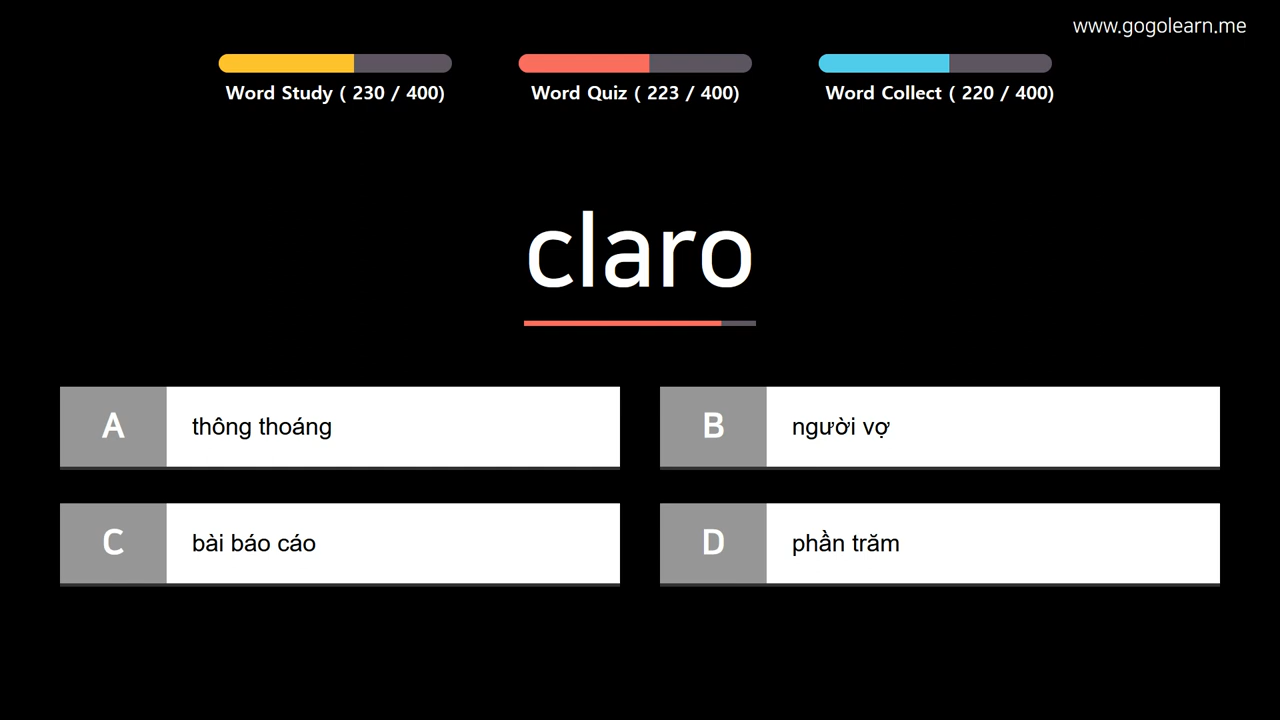 www.gogolearn.me
Word Study ( 230 / 400)
Word Quiz ( 223 / 400)
Word Collect ( 220 / 400)
claro
A
thông thoáng
B
người vợ
C
bài báo cáo
D
phần trăm